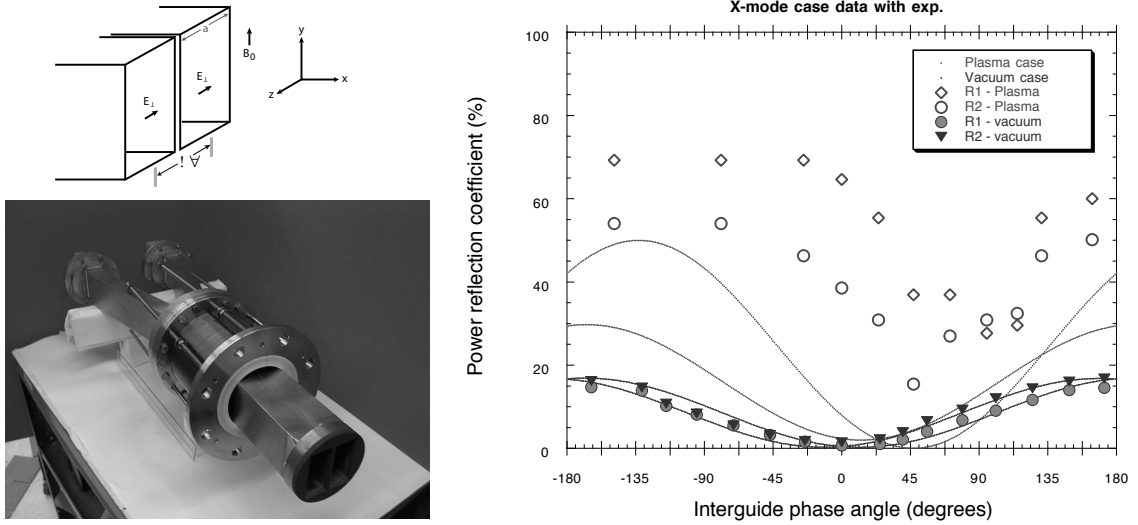 a
B0
E⊥
E⊥
y
x
z
X-mode case data with exp.
Power reflection coefficient (%)
100
80
60
40
20
0
Plasma case
Vacuum case
R1 - Plasma
R2 - Plasma
R1 - vacuum
R2 - vacuum
-180 -135 -90 -45 0 45 90 135 180
Interguide phase angle (degrees)